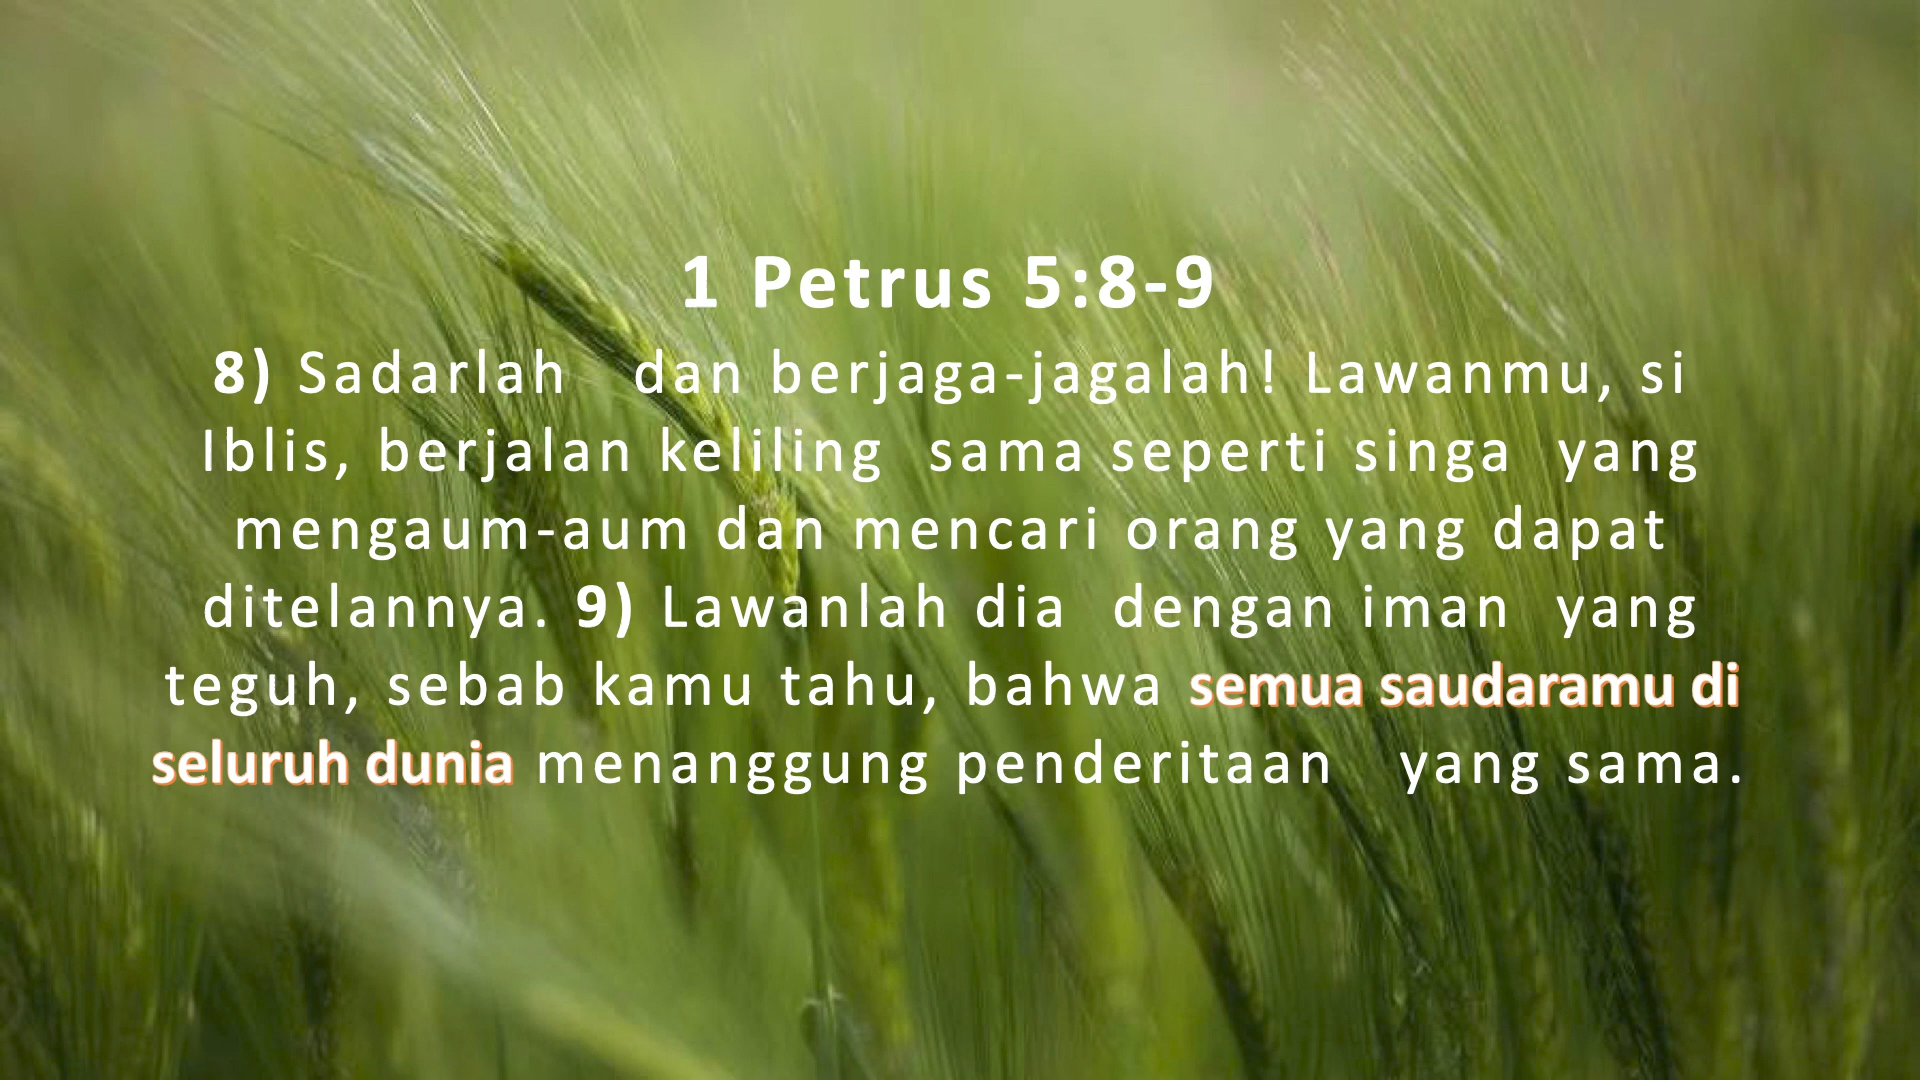 1 Petrus 5:8-9
8) Sadarlah dan berjaga-jagalah! Lawanmu, si
Iblis, berjalan keliling sama seperti singa yang
mengaum-aum dan mencari orang yang dapat
ditelannya. 9) Lawanlah dia dengan iman yang
teguh, sebab kamu tahu, bahwa semua saudaramu di
seluruh dunia menanggung penderitaan yang sama.